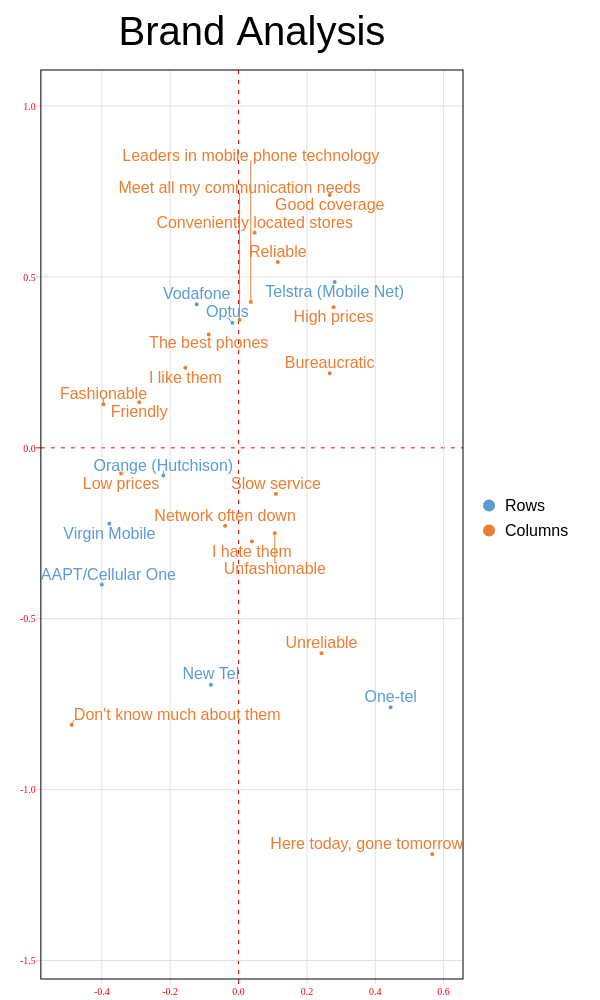 Brand Analysis
1.0
Leaders in mobile phone technology
Meet all my communication needs
Good coverage
Conveniently located stores
Reliable
0.5
Telstra (Mobile Net)
Vodafone
Optus
High prices
The best phones
Bureaucratic
I like them
Fashionable
Friendly
0.0
Orange (Hutchison)
Low prices
Slow service
Rows
Network often down
Columns
Virgin Mobile
I hate them
Unfashionable
AAPT/Cellular One
-0.5
Unreliable
New Tel
One-tel
Don't know much about them
-1.0
Here today, gone tomorrow
-1.5
-0.4
-0.2
0.0
0.2
0.4
0.6